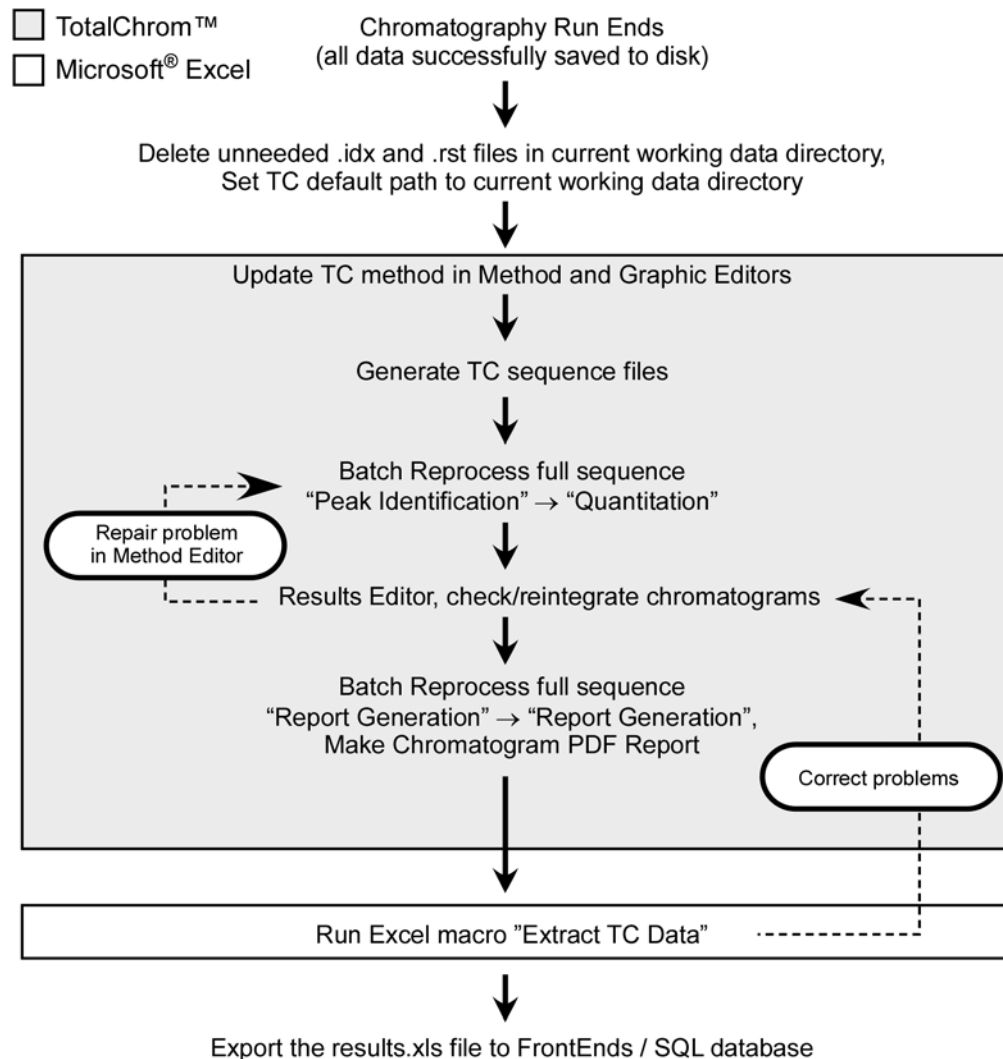 TotalChrom™
Microsoft® Excel
Chromatography Run Ends
(all data successfully saved to disk)
Delete unneeded .idx and .rst files in current working data directory,
Set TC default path to current working data directory
Update TC method in Method and Graphic Editors
Generate TC sequence files
Batch Reprocess full sequence
“Peak Identification” → “Quantitation”
Repair problem
in Method Editor
Results Editor, check/reintegrate chromatograms
Batch Reprocess full sequence
“Report Generation” → “Report Generation”,
Make Chromatogram PDF Report
Correct problems
Run Excel macro ”Extract TC Data”
Export the results.xls file to FrontEnds / SQL database